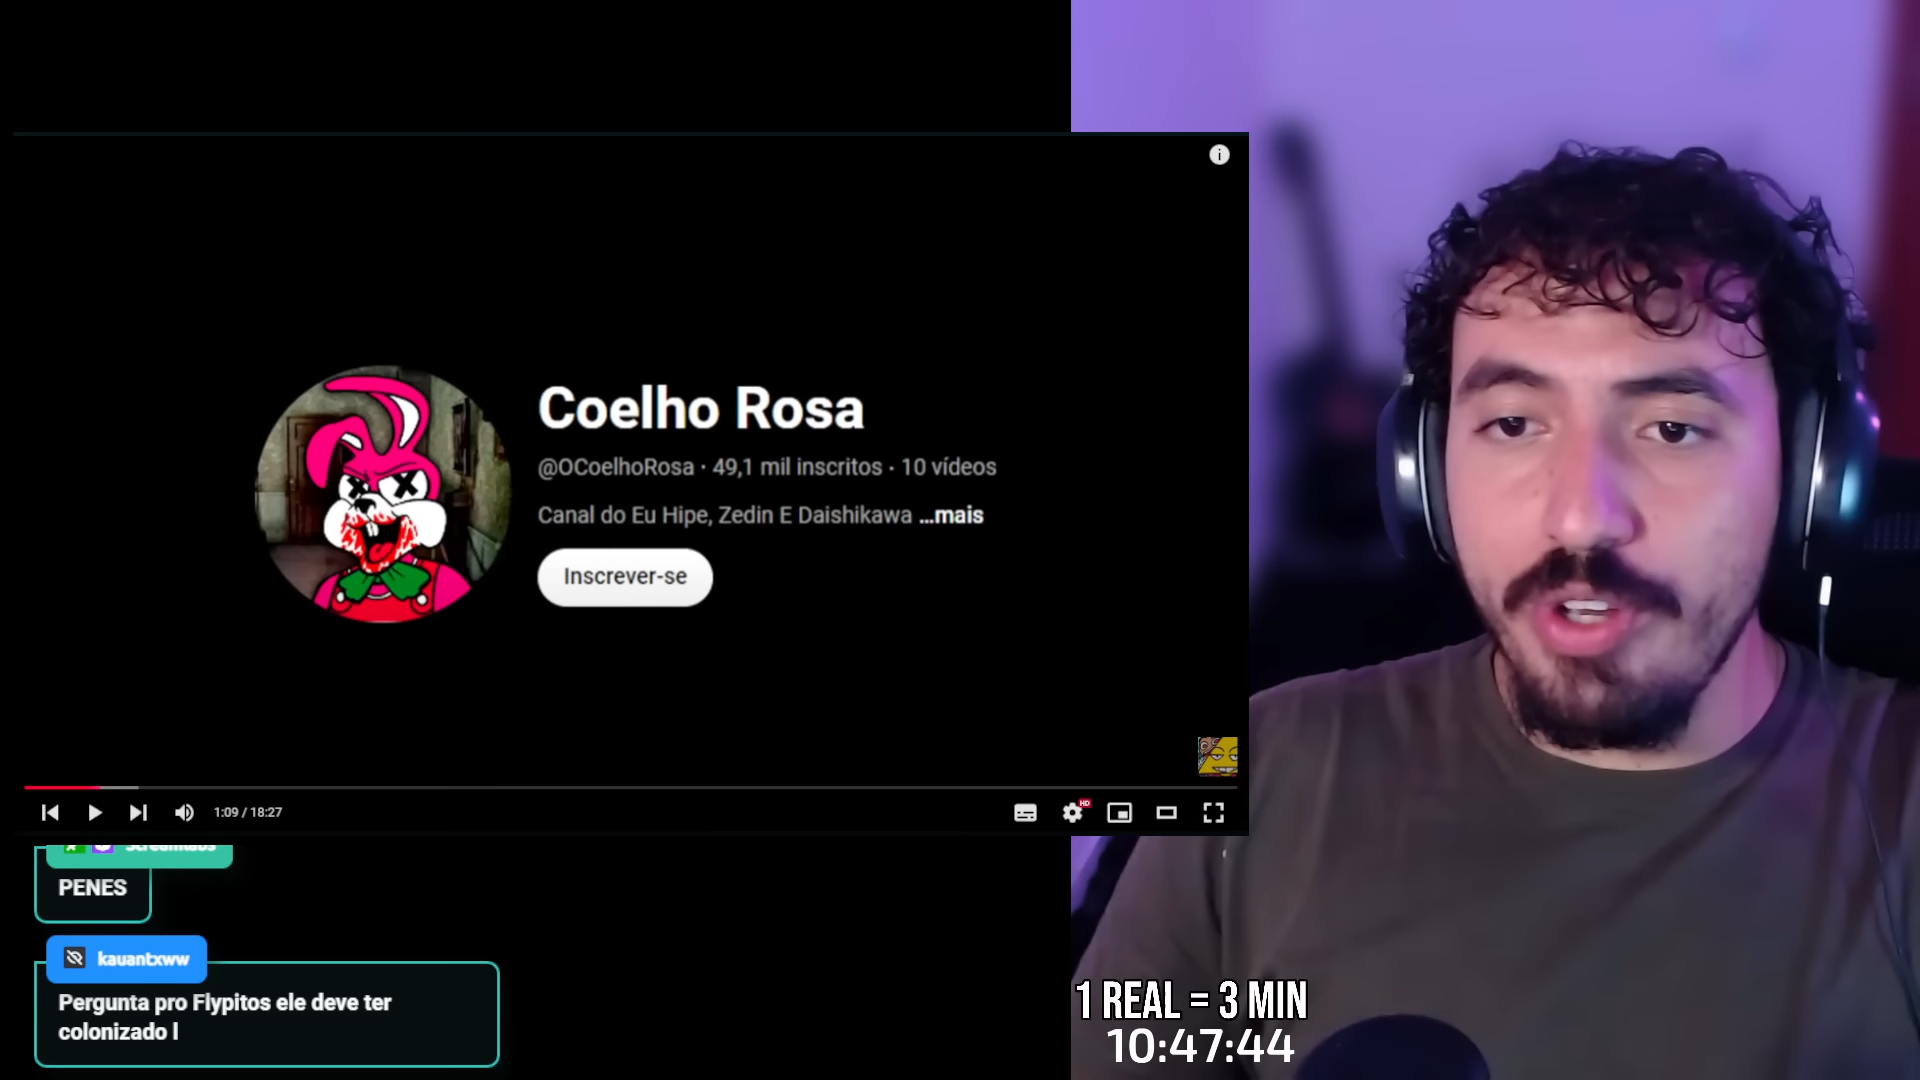 Coelho Rosa
@OCoelhoRosa · 49,1 mil inscritos · 10 vídeos
Canal do Eu Hipe, Zedin E Daishikawa ...mais
Inscrever-se
HD
1:09 / 18:27
PENES
kauantxww
Pergunta pro Flypitos ele deve ter
colonizado l
1 REAL = 3 MIN
10:47:44